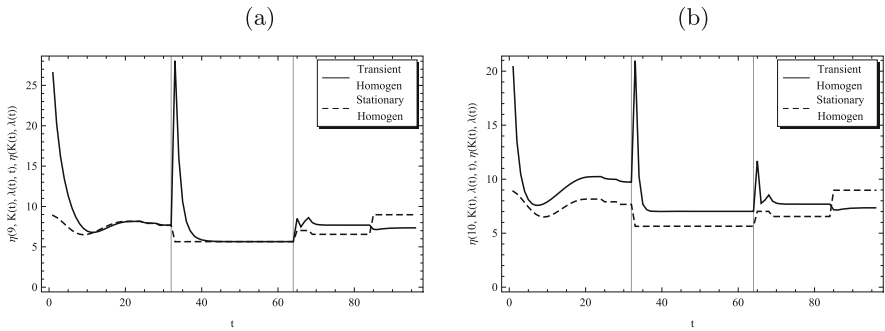 (a)
η(9, K(t), λ(t), t), η(K(t), λ(t))
25
20
15
10
5
0
Transient
Homogen
Stationary
Homogen
0 20 40 60 80
t
(b)
η(10, K(t), λ(t), t), η(K(t), λ(t))
20
15
10
5
0
Transient
Homogen
Stationary
Homogen
0 20 40 60 80
t